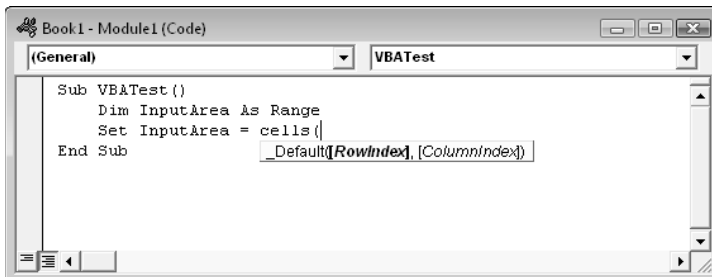 Book1 - Module1 (Code)
(General) VBATest
Sub VBATest()
Dim InputArea As Range
Set InputArea = cells(
End Sub
_Default([RowIndex], [ColumnIndex])